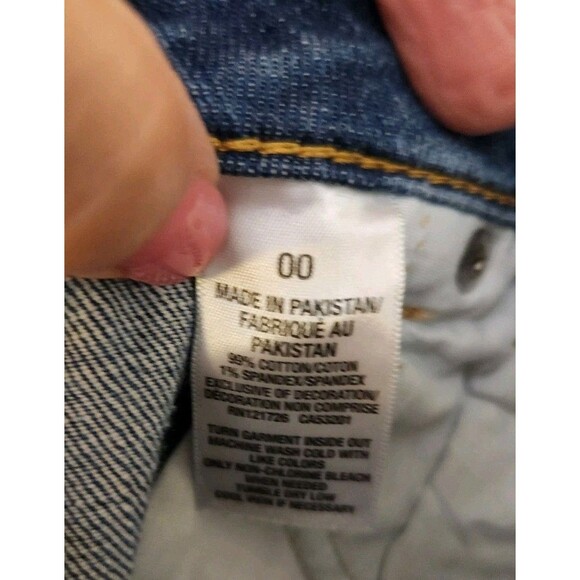 00
MADE IN PAKISTAN/
FABRIQUÉ AU
PAKISTAN
99% COTTON/COTON
1% SPANDEX/SPANDEX
EXCLUSIVE OF DECORATION/
DÉCORATION NON COMPRISE
RN121726 CA53201
TURN GARMENT INSIDE OUT
MACHINE WASH COLD WITH
LIKE COLORS
ONLY NON-CHLORINE BLEACH
WHEN NEEDED
TUMBLE DRY LOW
COOL IRON IF NECESSARY